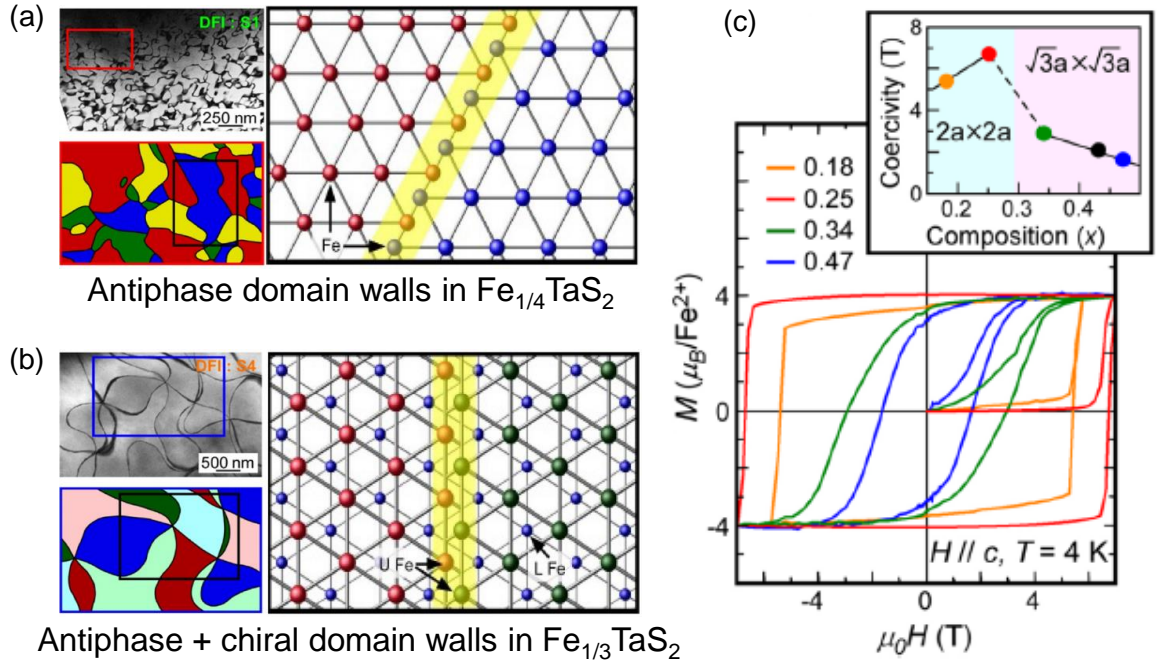 (a)
DFI : S1
250 nm
Fe
Antiphase domain walls in Fe1/4TaS2
(b)
DFI : S4
500 nm
U Fe
L Fe
Antiphase + chiral domain walls in Fe1/3TaS2
(c)
Coercivity (T)
8
6
4
2
0
√3a×√3a
2a×2a
0.2
0.3
0.4
Composition (x)
0.18
0.25
0.34
0.47
M (μB/Fe2+)
4
0
-4
H // c, T = 4 K
-4
0
4
μ0H (T)